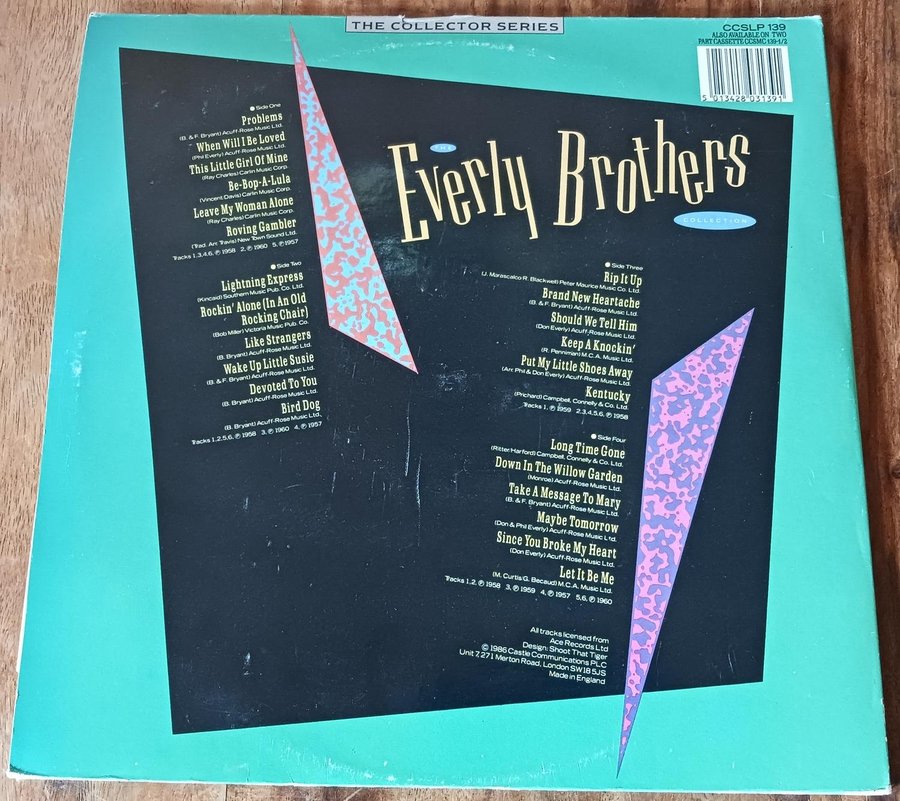 THE COLLECTOR SERIES
CCSLP 139
ALSO AVAILABLE ON TWO
PART CASSETTE CCSMC 139-1/2
5 013428 031391
THE
Everly Brothers
COLLECTION
Side One
Problems
(B. & F. Bryant) Acuff-Rose Music Ltd.
When Will I Be Loved
(Phil Everly) Acuff-Rose Music Ltd.
This Little Girl Of Mine
(Ray Charles) Carlin Music Corp.
Be-Bop-A-Lula
(Vincent, Davis) Carlin Music Corp.
Leave My Woman Alone
(Ray Charles) Carlin Music Corp.
Roving Gambler
(Trad. Arr. Travis) New Town Sound Ltd.
Tracks 1,3,4,6, ℗ 1958 2, ℗ 1960 5, ℗ 1957
Side Two
Lightning Express
(Kincaid) Southern Music Pub. Co. Ltd.
Rockin' Alone (In An Old
Rocking Chair)
(Bob Miller) Victoria Music Pub. Co.
Like Strangers
(B. Bryant) Acuff-Rose Music Ltd.
Wake Up Little Susie
(B. & F. Bryant) Acuff-Rose Music Ltd.
Devoted To You
(B. Bryant) Acuff-Rose Music Ltd.
Bird Dog
(B. Bryant) Acuff-Rose Music Ltd.
Tracks 1,2,5,6, ℗ 1958 3, ℗ 1960 4, ℗ 1957
Side Three
Rip It Up
(J. Marascalco R. Blackwell) Peter Maurice Music Co. Ltd.
Brand New Heartache
(B. & F. Bryant) Acuff-Rose Music Ltd.
Should We Tell Him
(Don Everly) Acuff-Rose Music Ltd.
Keep A Knockin'
(R. Penniman) M.C.A. Music Ltd.
Put My Little Shoes Away
(Arr. Phil & Don Everly) Acuff-Rose Music Ltd.
Kentucky
(Prichard) Campbell, Connelly & Co. Ltd.
Tracks 1, ℗ 1959 2,3,4,5,6, ℗ 1958
Side Four
Long Time Gone
(Ritter Harford) Campbell, Connelly & Co. Ltd.
Down In The Willow Garden
(Monroe) Acuff-Rose Music Ltd.
Take A Message To Mary
(B. & F. Bryant) Acuff-Rose Music Ltd.
Maybe Tomorrow
(Don & Phil Everly) Acuff-Rose Music Ltd.
Since You Broke My Heart
(Don Everly) Acuff-Rose Music Ltd.
Let It Be Me
(M. Curtis G. Becaud) M.C.A. Music Ltd.
Tracks 1,2, ℗ 1958 3, ℗ 1959 4, ℗ 1957 5,6, ℗ 1960
All tracks licensed from
Ace Records Ltd
Design: Shoot That Tiger
© 1986 Castle Communications PLC
Unit 7, 271 Merton Road, London SW18 5JS
Made in England